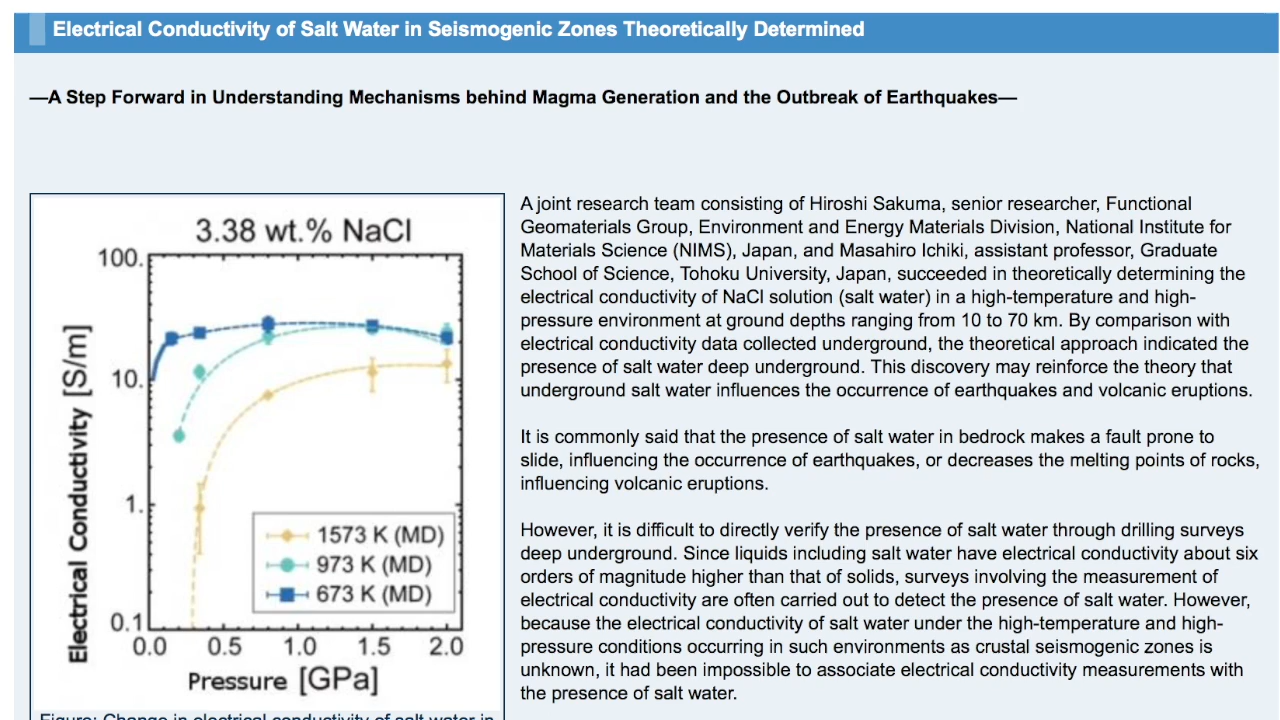 Electrical Conductivity of Salt Water in Seismogenic Zones Theoretically Determined
—A Step Forward in Understanding Mechanisms behind Magma Generation and the Outbreak of Earthquakes—
3.38 wt.% NaCl
Electrical Conductivity [S/m]
100.
10.
1.
0.1
1573 K (MD)
973 K (MD)
673 K (MD)
0.0 0.5 1.0 1.5 2.0
Pressure [GPa]
Figure: Change in electrical conductivity of salt water in
A joint research team consisting of Hiroshi Sakuma, senior researcher, Functional
Geomaterials Group, Environment and Energy Materials Division, National Institute for
Materials Science (NIMS), Japan, and Masahiro Ichiki, assistant professor, Graduate
School of Science, Tohoku University, Japan, succeeded in theoretically determining the
electrical conductivity of NaCl solution (salt water) in a high-temperature and high-
pressure environment at ground depths ranging from 10 to 70 km. By comparison with
electrical conductivity data collected underground, the theoretical approach indicated the
presence of salt water deep underground. This discovery may reinforce the theory that
underground salt water influences the occurrence of earthquakes and volcanic eruptions.
It is commonly said that the presence of salt water in bedrock makes a fault prone to
slide, influencing the occurrence of earthquakes, or decreases the melting points of rocks,
influencing volcanic eruptions.
However, it is difficult to directly verify the presence of salt water through drilling surveys
deep underground. Since liquids including salt water have electrical conductivity about six
orders of magnitude higher than that of solids, surveys involving the measurement of
electrical conductivity are often carried out to detect the presence of salt water. However,
because the electrical conductivity of salt water under the high-temperature and high-
pressure conditions occurring in such environments as crustal seismogenic zones is
unknown, it had been impossible to associate electrical conductivity measurements with
the presence of salt water.